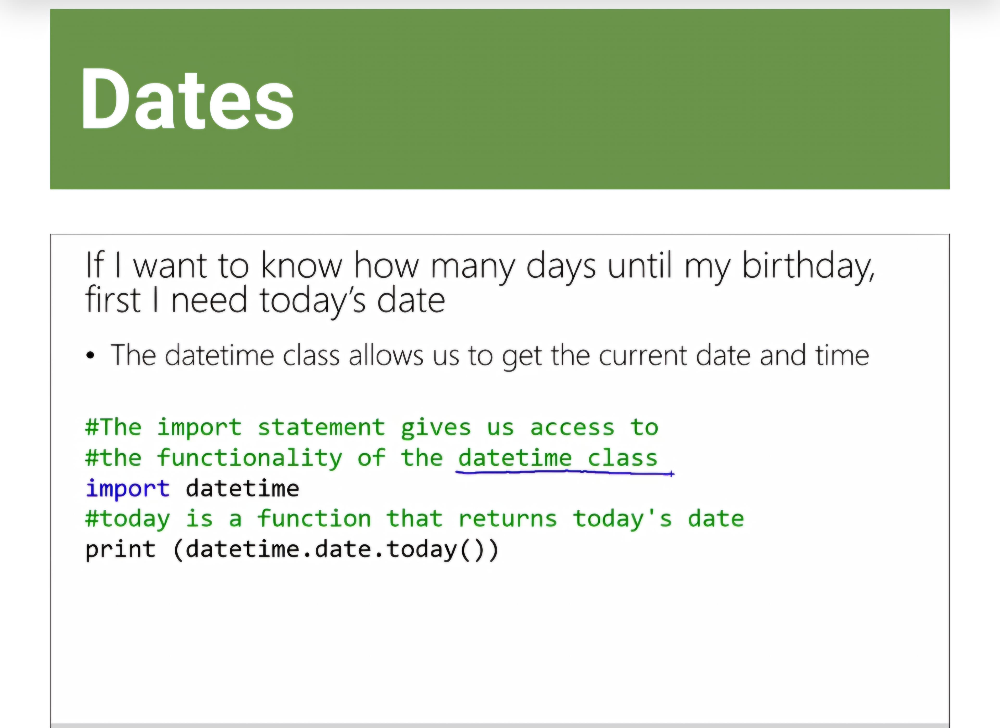 Dates
If I want to know how many days until my birthday,
first I need today’s date
• The datetime class allows us to get the current date and time
#The import statement gives us access to
#the functionality of the datetime class
import datetime
#today is a function that returns today's date
print (datetime.date.today())